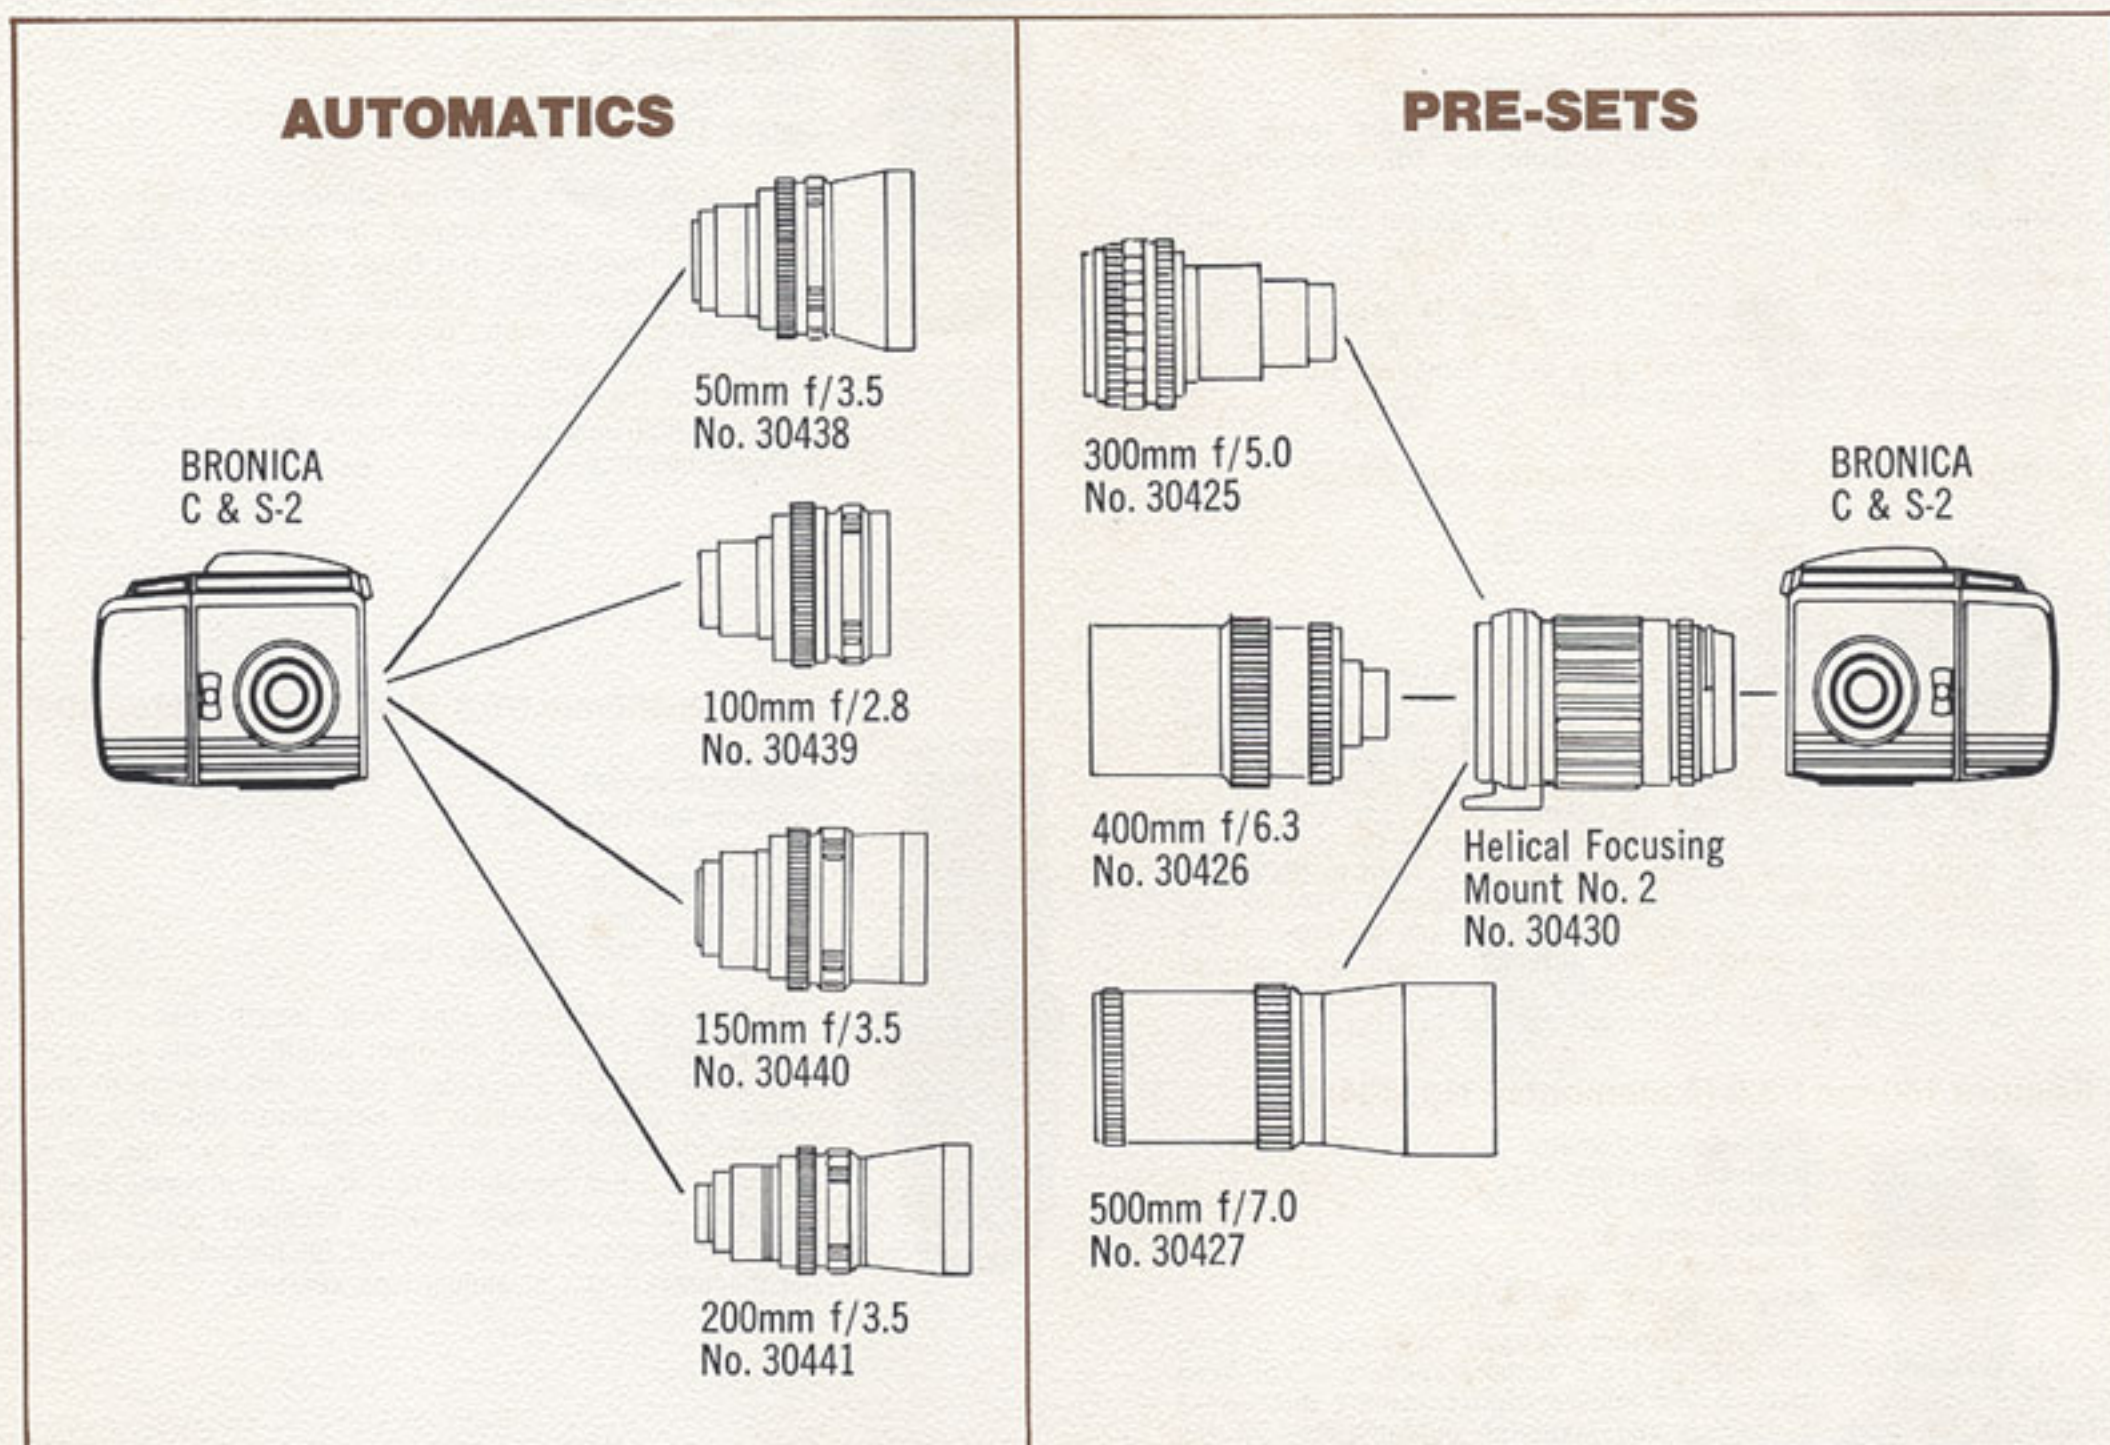 AUTOMATICS
BRONICA
C & S-2
50mm f/3.5
No. 30438
100mm f/2.8
No. 30439
150mm f/3.5
No. 30440
200mm f/3.5
No. 30441
PRE-SETS
300mm f/5.0
No. 30425
400mm f/6.3
No. 30426
500mm f/7.0
No. 30427
Helical Focusing
Mount No. 2
No. 30430
BRONICA
C & S-2